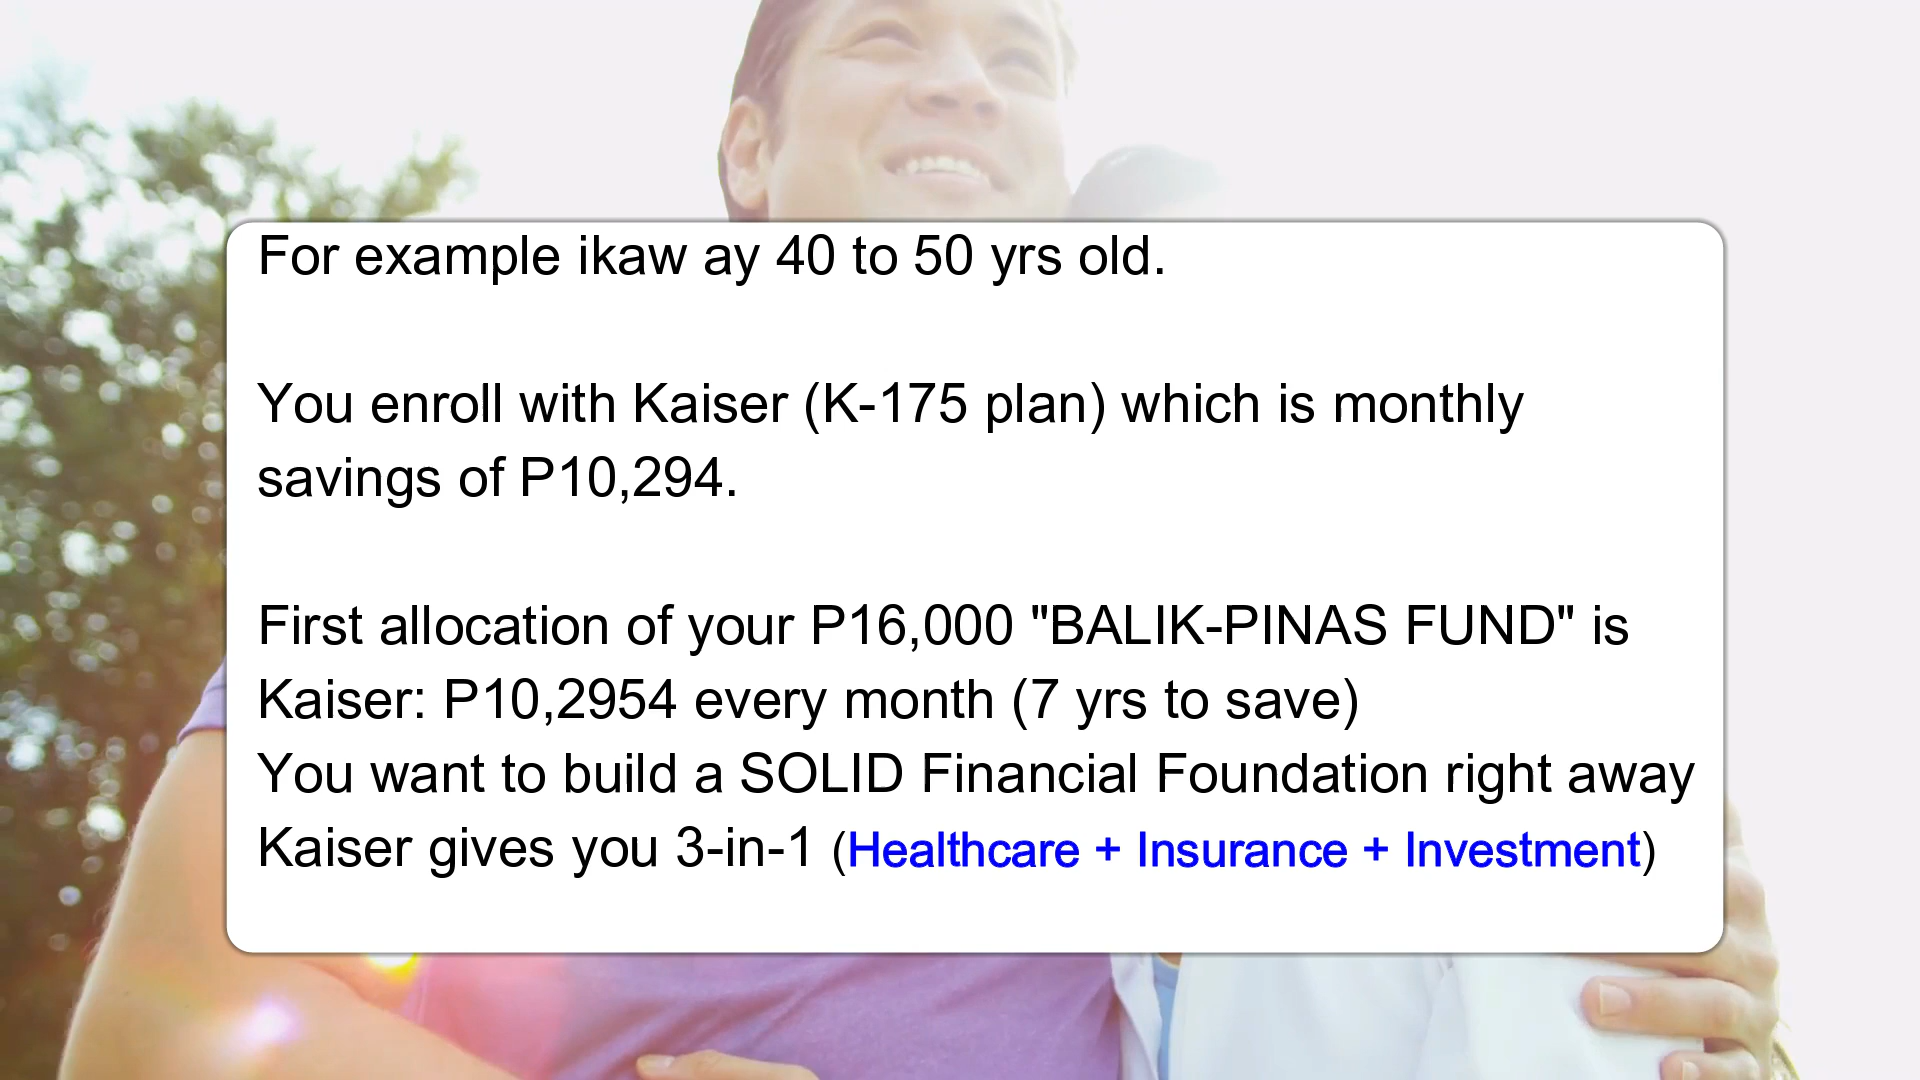 For example ikaw ay 40 to 50 yrs old.
You enroll with Kaiser (K-175 plan) which is monthly
savings of P10,294.
First allocation of your P16,000 "BALIK-PINAS FUND" is
Kaiser: P10,2954 every month (7 yrs to save)
You want to build a SOLID Financial Foundation right away
Kaiser gives you 3-in-1 (Healthcare + Insurance + Investment)